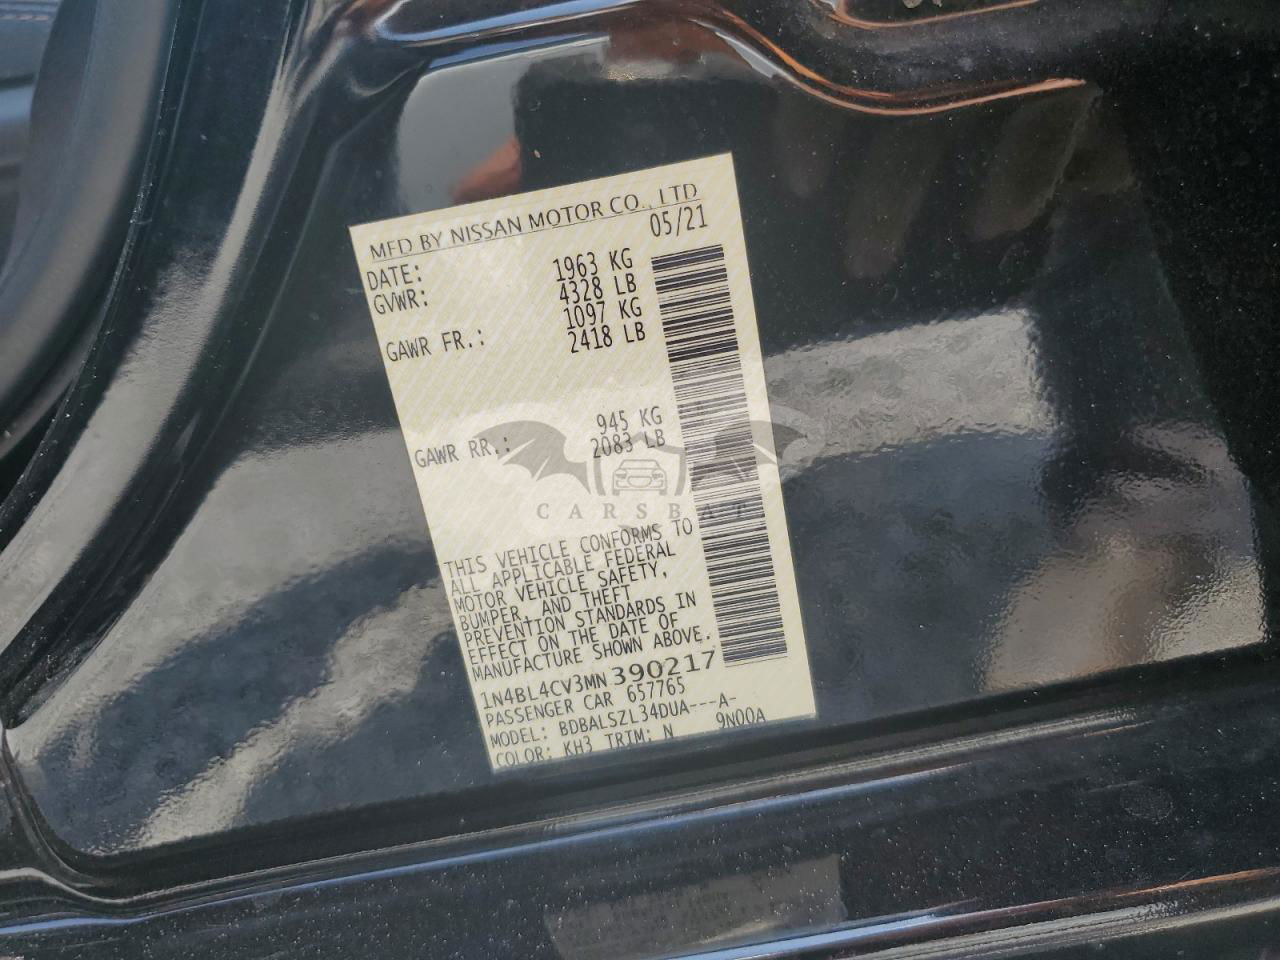 MFD BY NISSAN MOTOR CO., LTD
DATE: 05/21
GVWR: 1963 KG
4328 LB
GAWR FR.: 1097 KG
2418 LB
GAWR RR.: 945 KG
2083 LB
CARSBAT
THIS VEHICLE CONFORMS TO
ALL APPLICABLE FEDERAL
MOTOR VEHICLE SAFETY,
BUMPER, AND THEFT
PREVENTION STANDARDS IN
EFFECT ON THE DATE OF
MANUFACTURE SHOWN ABOVE.
1N4BL4CV3MN390217
PASSENGER CAR 657765
MODEL: BDBALSZL34DUA---A-
COLOR: KH3 TRIM: N 9N00A